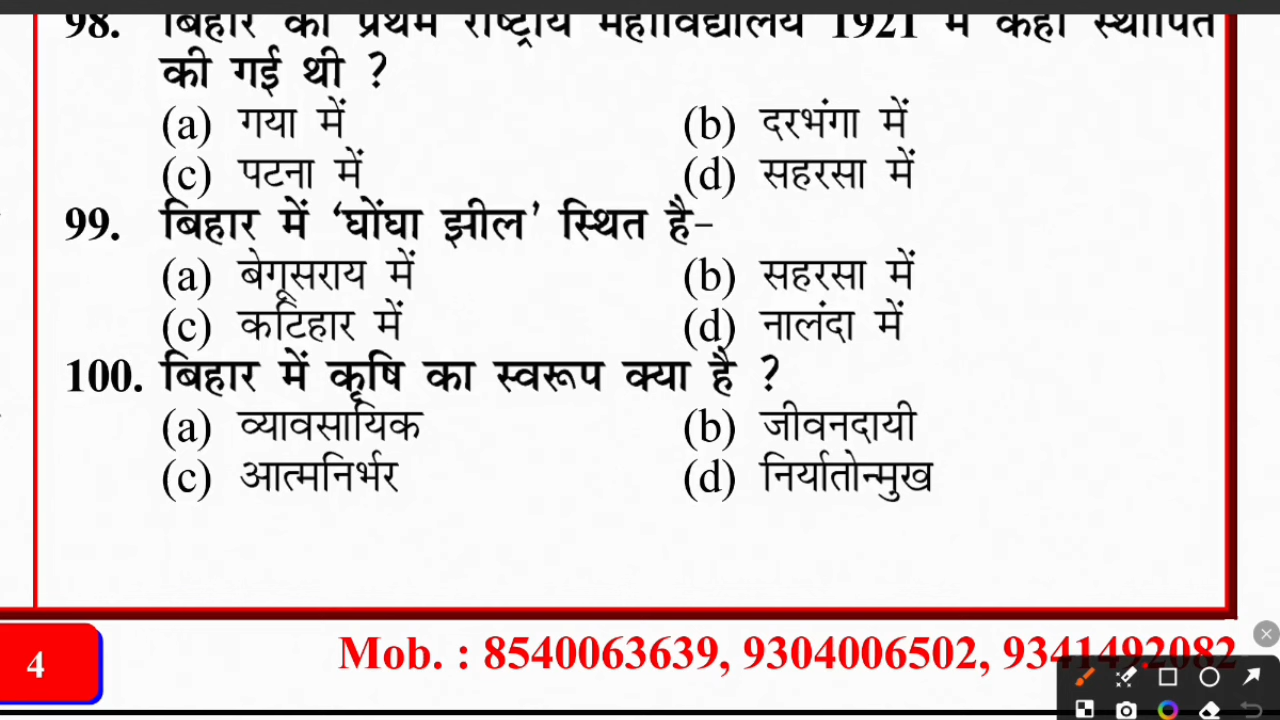 98. बिहार की प्रथम राष्ट्रीय महाविद्यालय 1921 में कहाँ स्थापित
की गई थी ?
(a) गया में (b) दरभंगा में
(c) पटना में (d) सहरसा में
99. बिहार में ‘घोंघा झील’ स्थित है–
(a) बेगूसराय में (b) सहरसा में
(c) कटिहार में (d) नालंदा में
100. बिहार में कृषि का स्वरूप क्या है ?
(a) व्यावसायिक (b) जीवनदायी
(c) आत्मनिर्भर (d) निर्यातोन्मुख
4 Mob. : 8540063639, 9304006502, 9341492082